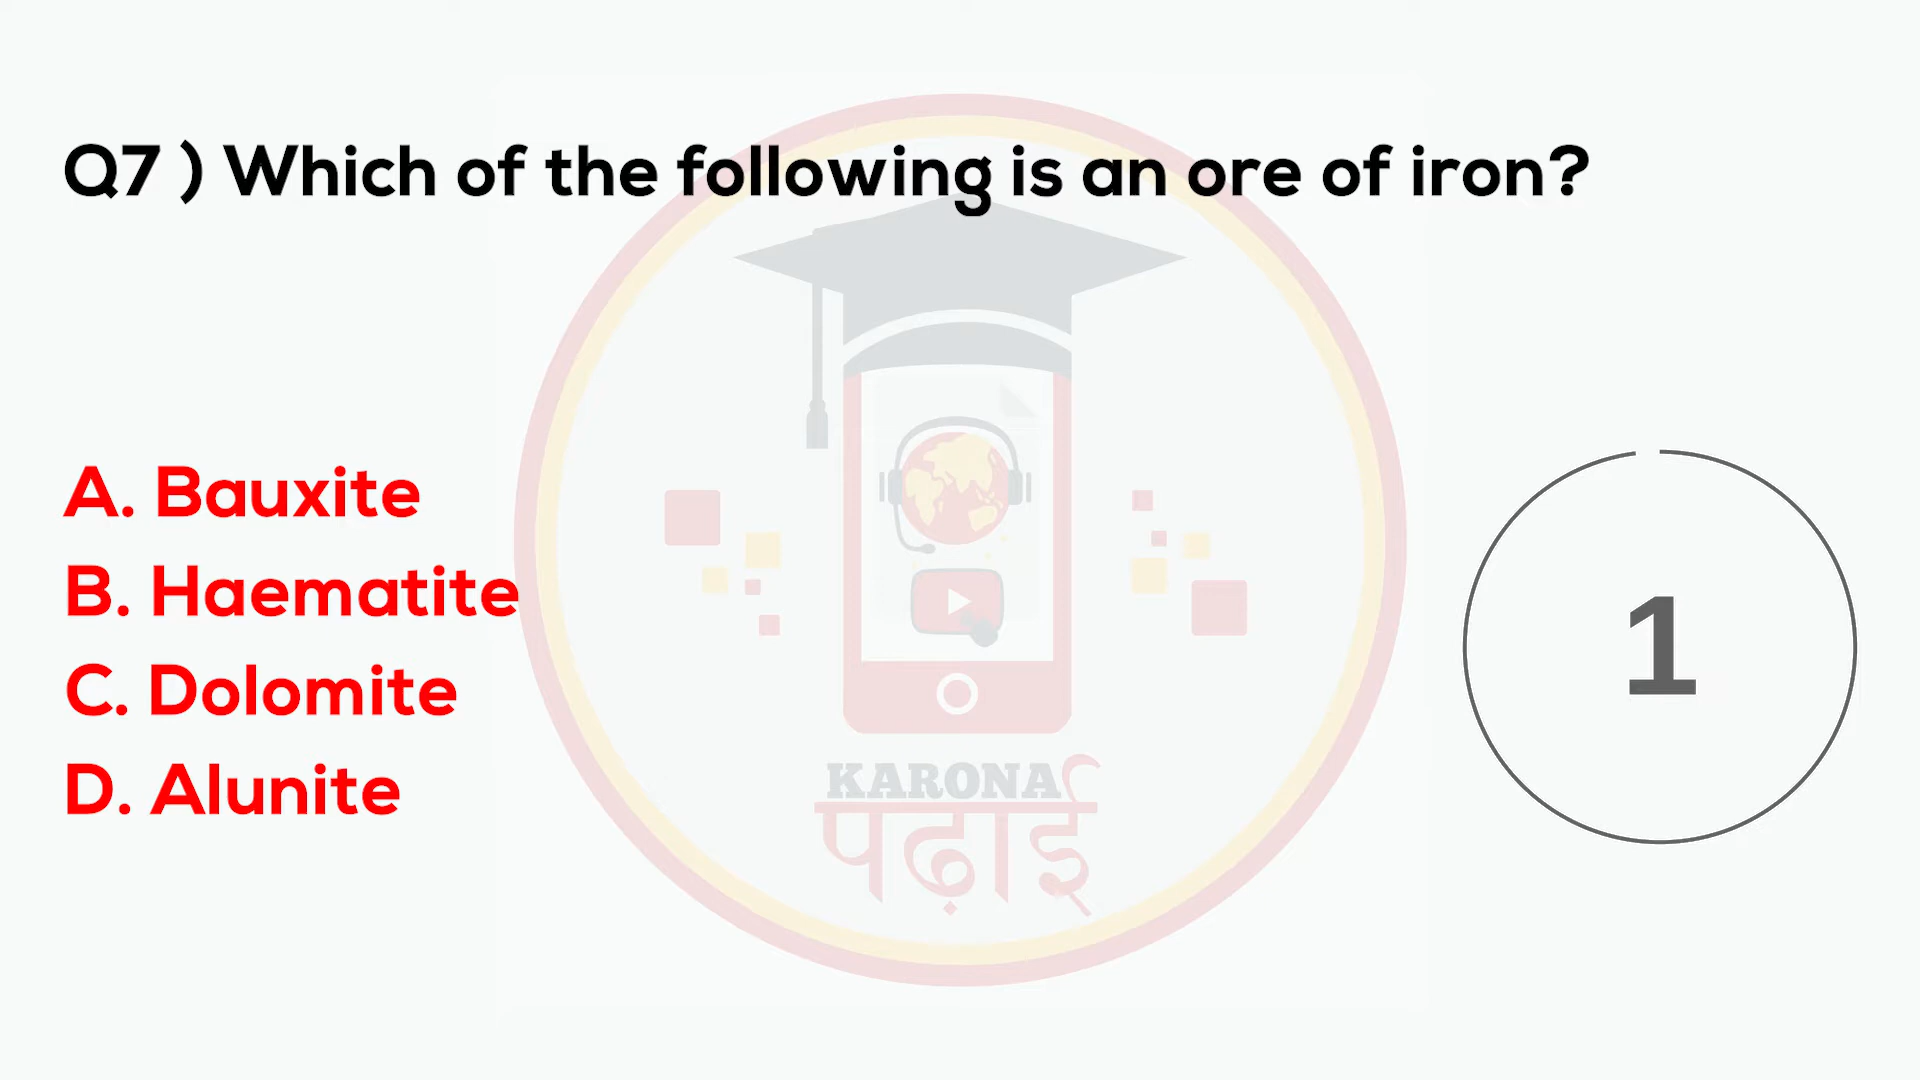 Q7 ) Which of the following is an ore of iron?
A. Bauxite
B. Haematite
C. Dolomite
D. Alunite
1
KARONA
पढ़ाई